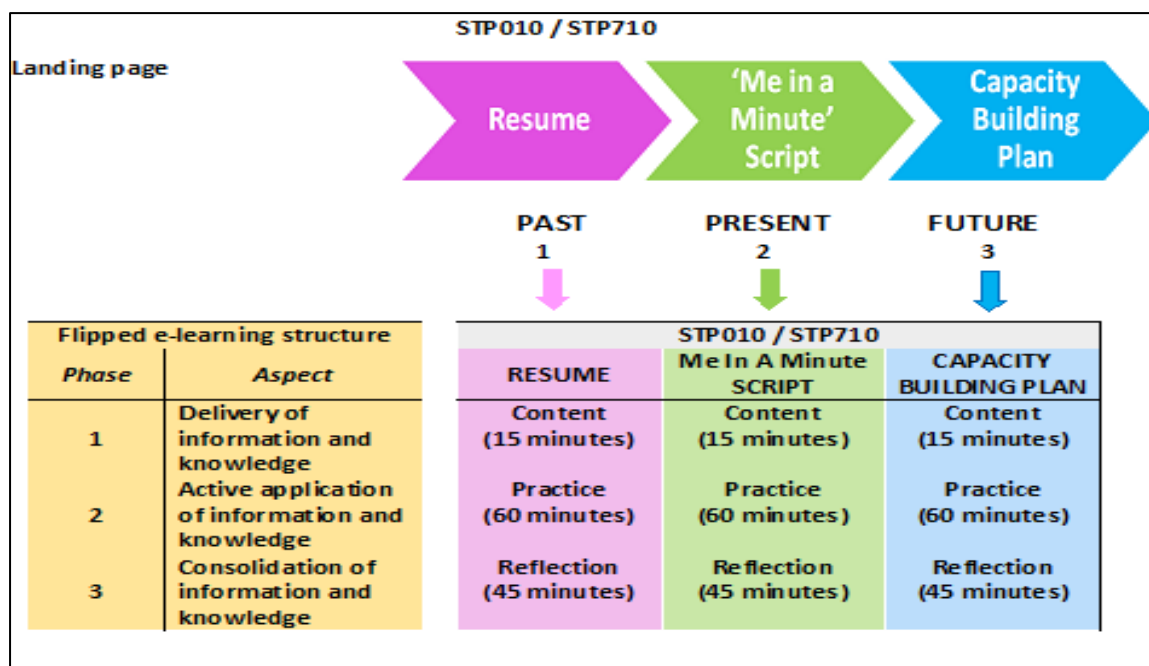 STP010 / STP710
Landing page
Resume
‘Me in a
Minute’
Script
Capacity
Building
Plan
PAST
1
PRESENT
2
FUTURE
3
Flipped e-learning structure
Phase
Aspect
1
Delivery of
information and
knowledge
2
Active application
of information and
knowledge
3
Consolidation of
information and
knowledge
STP010 / STP710
RESUME
Me In A Minute
SCRIPT
CAPACITY
BUILDING PLAN
Content
(15 minutes)
Content
(15 minutes)
Content
(15 minutes)
Practice
(60 minutes)
Practice
(60 minutes)
Practice
(60 minutes)
Reflection
(45 minutes)
Reflection
(45 minutes)
Reflection
(45 minutes)